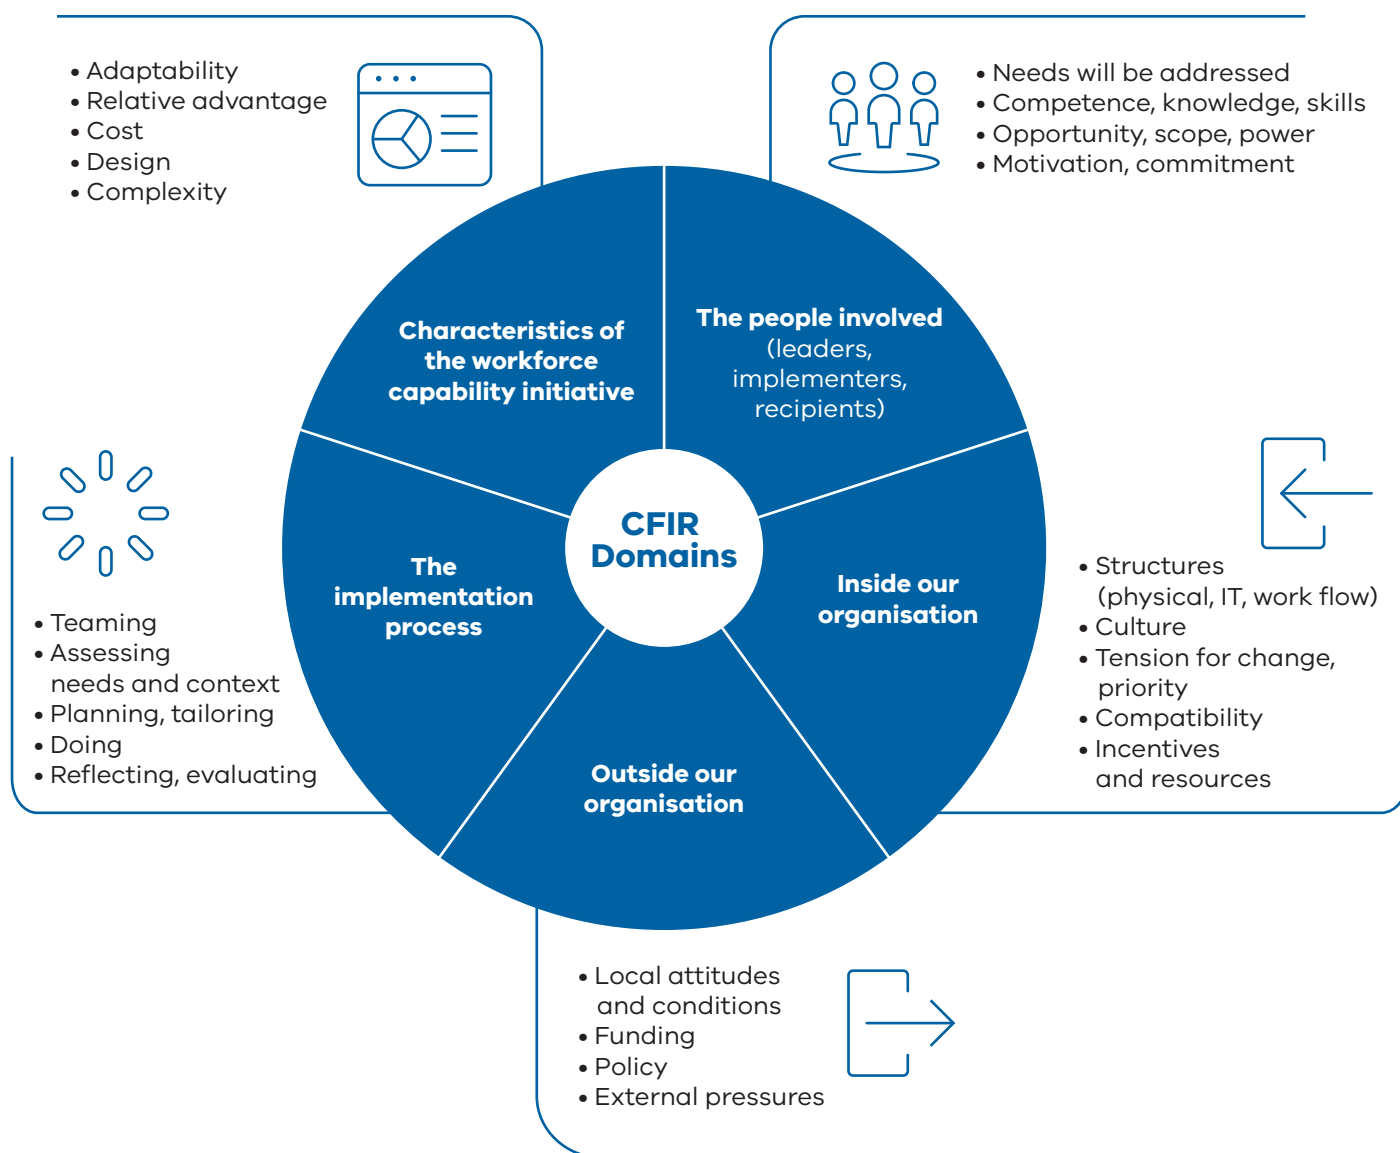 • Adaptability
• Relative advantage
• Cost
• Design
• Complexity
• Needs will be addressed
• Competence, knowledge, skills
• Opportunity, scope, power
• Motivation, commitment
Characteristics of
the workforce
capability initiative
The people involved
(leaders,
implementers,
recipients)
CFIR
Domains
The
implementation
process
Inside our
organisation
Outside our
organisation
• Teaming
• Assessing
needs and context
• Planning, tailoring
• Doing
• Reflecting, evaluating
• Structures
(physical, IT, work flow)
• Culture
• Tension for change,
priority
• Compatibility
• Incentives
and resources
• Local attitudes
and conditions
• Funding
• Policy
• External pressures